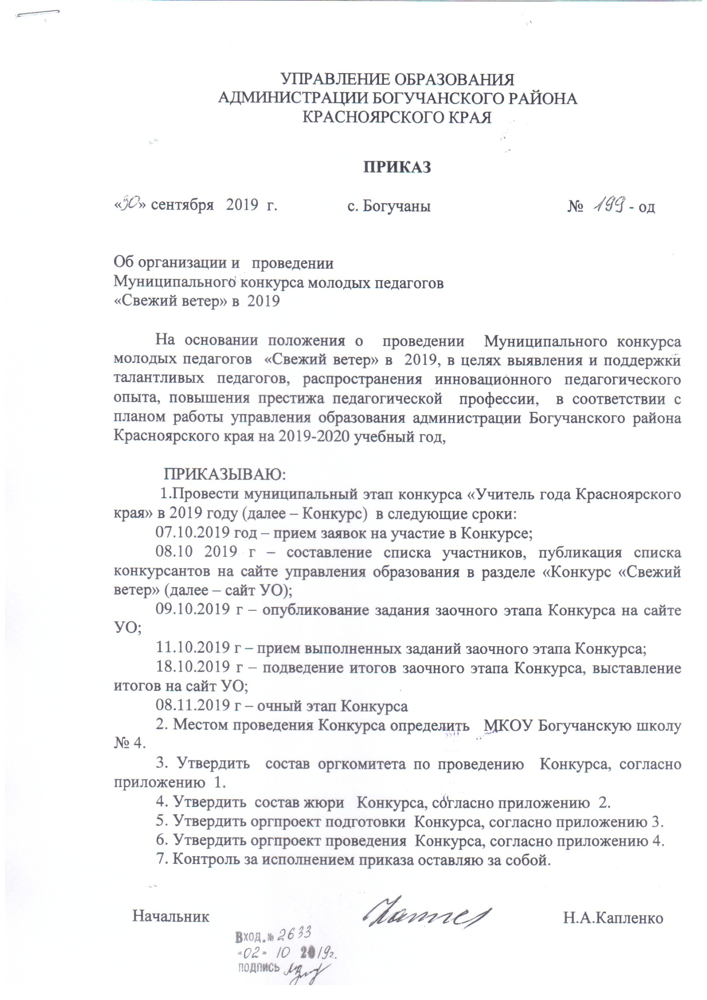 УПРАВЛЕНИЕ ОБРАЗОВАНИЯ
АДМИНИСТРАЦИИ БОГУЧАНСКОГО РАЙОНА
КРАСНОЯРСКОГО КРАЯ
ПРИКАЗ
«30» сентября 2019 г. с. Богучаны № 199 - од
Об организации и проведении
Муниципального конкурса молодых педагогов
«Свежий ветер» в 2019
На основании положения о проведении Муниципального конкурса
молодых педагогов «Свежий ветер» в 2019, в целях выявления и поддержки
талантливых педагогов, распространения инновационного педагогического
опыта, повышения престижа педагогической профессии, в соответствии с
планом работы управления образования администрации Богучанского района
Красноярского края на 2019-2020 учебный год,
ПРИКАЗЫВАЮ:
1.Провести муниципальный этап конкурса «Учитель года Красноярского
края» в 2019 году (далее – Конкурс) в следующие сроки:
07.10.2019 год – прием заявок на участие в Конкурсе;
08.10 2019 г – составление списка участников, публикация списка
конкурсантов на сайте управления образования в разделе «Конкурс «Свежий
ветер» (далее – сайт УО);
09.10.2019 г – опубликование задания заочного этапа Конкурса на сайте
УО;
11.10.2019 г – прием выполненных заданий заочного этапа Конкурса;
18.10.2019 г – подведение итогов заочного этапа Конкурса, выставление
итогов на сайт УО;
08.11.2019 г – очный этап Конкурса
2. Местом проведения Конкурса определить МКОУ Богучанскую школу
№ 4.
3. Утвердить состав оргкомитета по проведению Конкурса, согласно
приложению 1.
4. Утвердить состав жюри Конкурса, согласно приложению 2.
5. Утвердить оргпроект подготовки Конкурса, согласно приложению 3.
6. Утвердить оргпроект проведения Конкурса, согласно приложению 4.
7. Контроль за исполнением приказа оставляю за собой.
Начальник Н.А.Капленко
Вход.№ 2633
«02» 10 2019г.
подпись